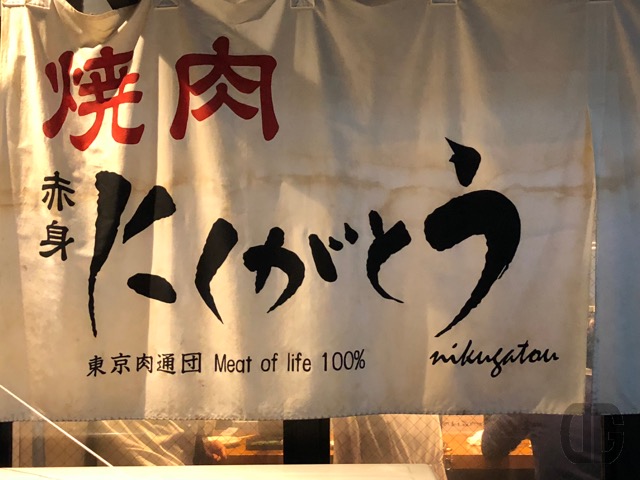 焼肉
赤身
にくがとう
東京肉通団 Meat of life 100%
nikugatou